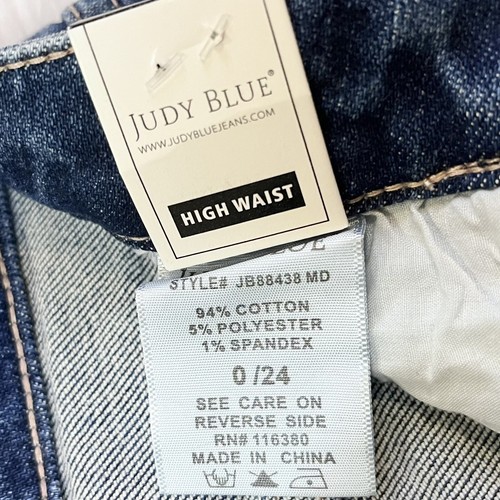 JUDY BLUE®
WWW.JUDYBLUEJEANS.COM
HIGH WAIST
BLUE
STYLE# JB88438 MD
94% COTTON
5% POLYESTER
1% SPANDEX
0 /24
SEE CARE ON
REVERSE SIDE
RN# 116380
MADE IN CHINA